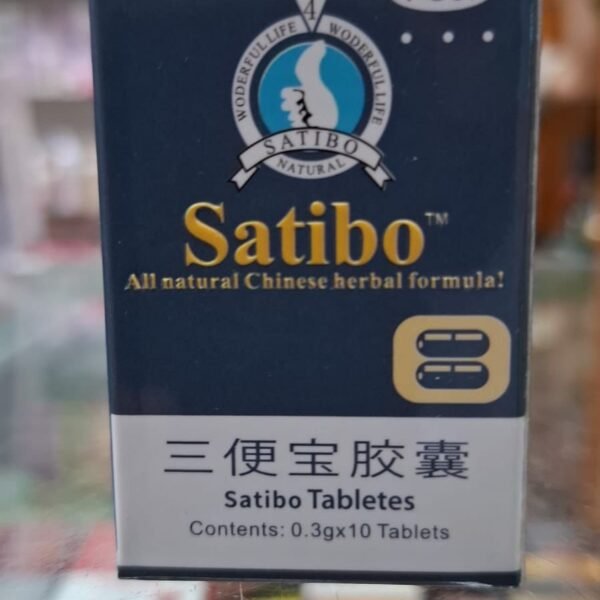 4
WODERFUL LIFE
WODERFUL LIFE
SATIBO
NATURAL
Satibo™
All natural Chinese herbal formula!
三便宝胶囊
Satibo Tabletes
Contents: 0.3gx10 Tablets